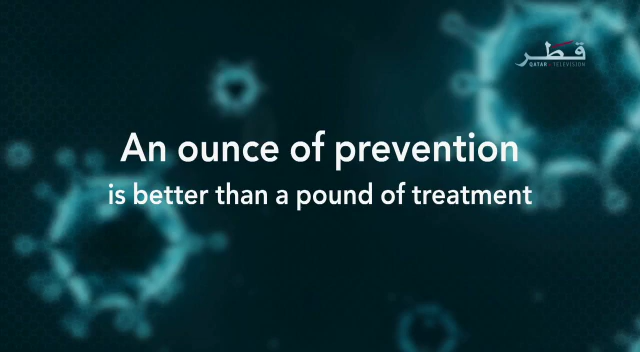 قطر
QATAR TELEVISION
An ounce of prevention
is better than a pound of treatment